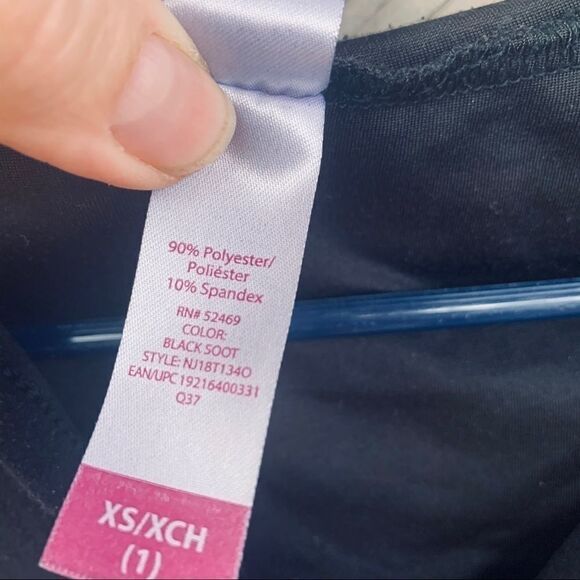 90% Polyester/
Poliéster
10% Spandex
RN# 52469
COLOR:
BLACK SOOT
STYLE: NJ18T134O
EAN/UPC 19216400331
Q37
XS/XCH
(1)